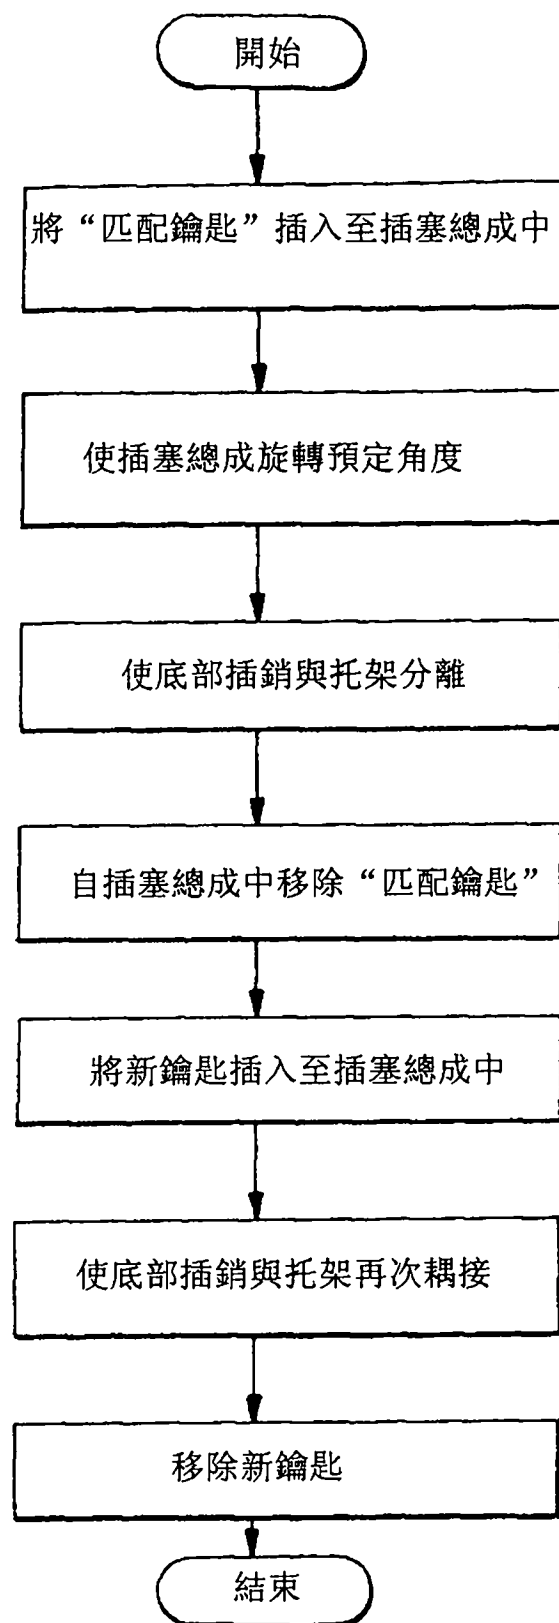 開始
將“匹配鑰匙”插入至插塞總成中
使插塞總成旋轉預定角度
使底部插銷與托架分離
自插塞總成中移除“匹配鑰匙”
將新鑰匙插入至插塞總成中
使底部插銷與托架再次耦接
移除新鑰匙
結束